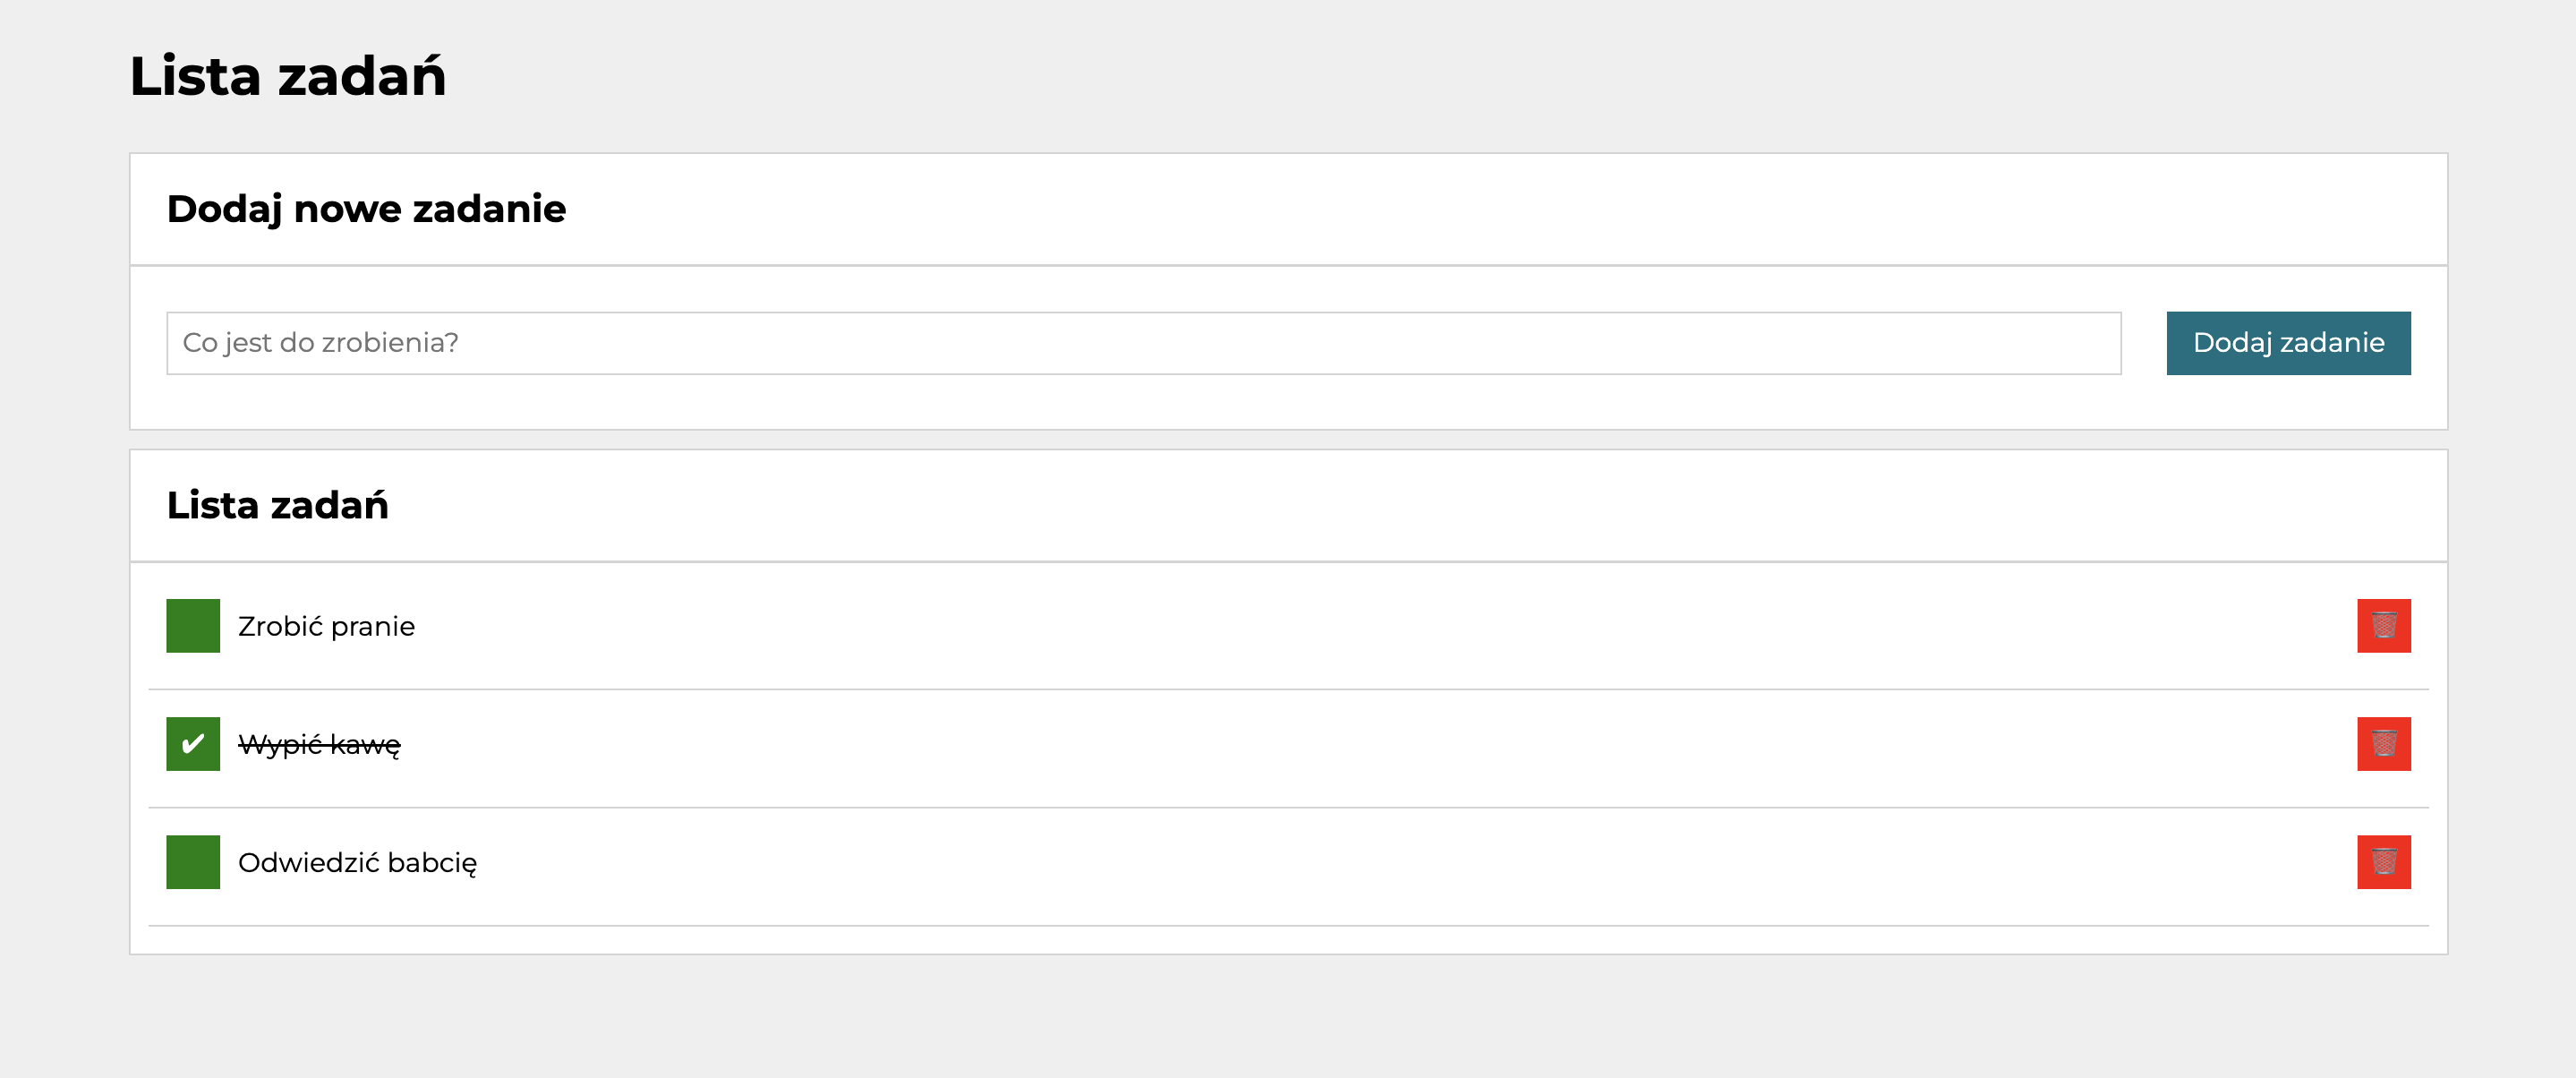 Lista zadań
Dodaj nowe zadanie
Co jest do zrobienia?
Dodaj zadanie
Lista zadań
Zrobić pranie
✔ Wypić kawę
Odwiedzić babcię